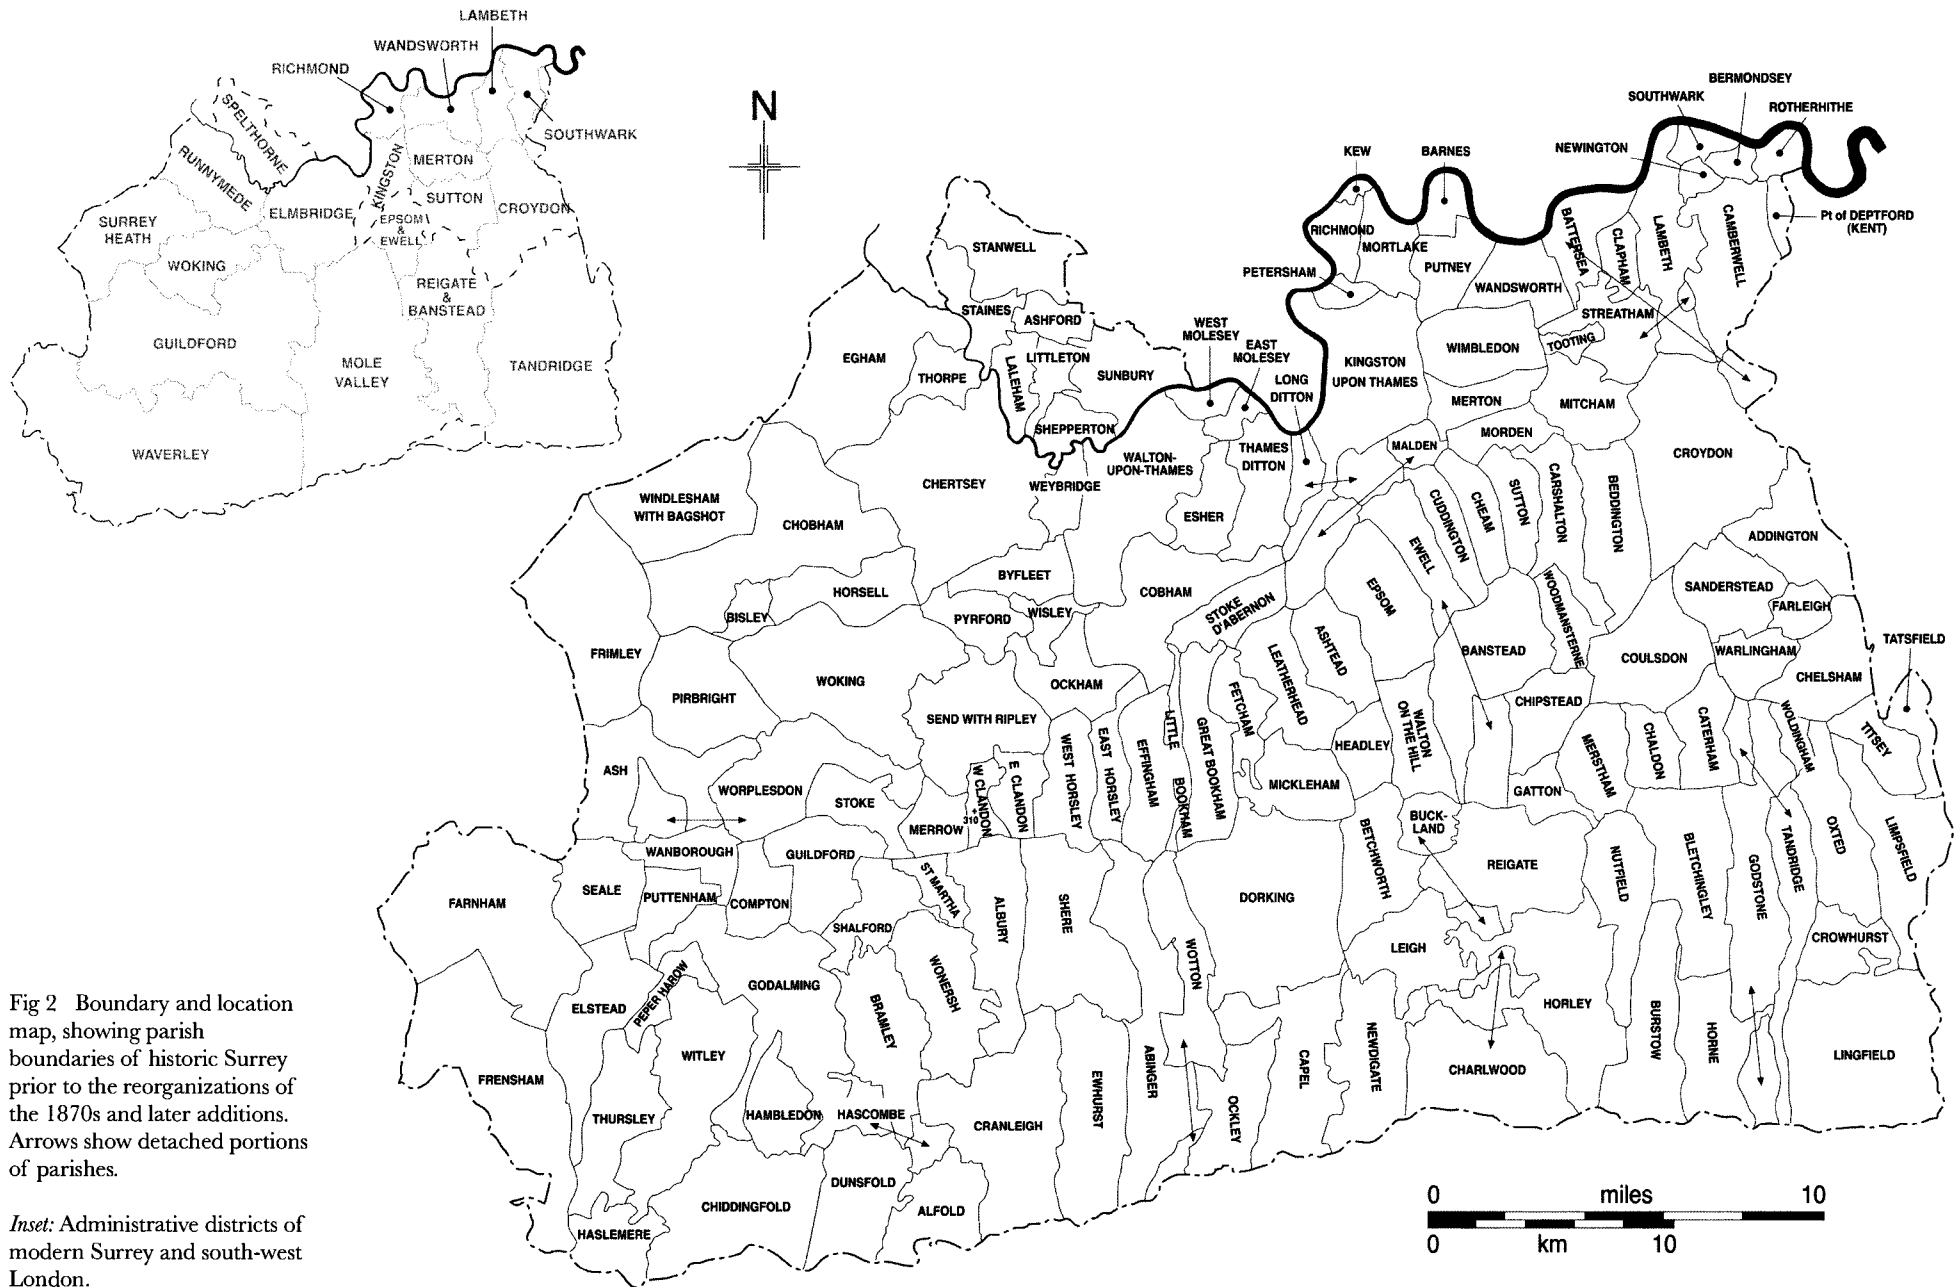 LAMBETH
WANDSWORTH
RICHMOND
SPELTHORNE
SOUTHWARK
RUNNYMEDE
KINGSTON
MERTON
SUTTON
ELMBRIDGE
CROYDON
EPSOM
&
EWELL
SURREY
HEATH
WOKING
REIGATE
&
BANSTEAD
GUILDFORD
MOLE
VALLEY
TANDRIDGE
WAVERLEY
N
BERMONDSEY
SOUTHWARK
ROTHERHITHE
KEW
BARNES
NEWINGTON
Pt of DEPTFORD
(KENT)
RICHMOND
MORTLAKE
BATTERSEA
CLAPHAM
LAMBETH
CAMBERWELL
STANWELL
PETERSHAM
PUTNEY
WANDSWORTH
STAINES
ASHFORD
STREATHAM
WEST
MOLESEY
EAST
MOLESEY
WIMBLEDON
TOOTING
EGHAM
THORPE
LALEHAM
LITTLETON
SUNBURY
LONG
DITTON
KINGSTON
UPON THAMES
MERTON
MITCHAM
SHEPPERTON
MORDEN
MALDEN
THAMES
DITTON
WALTON-
UPON-THAMES
CROYDON
CHERTSEY
WEYBRIDGE
WINDLESHAM
WITH BAGSHOT
CHOBHAM
ESHER
CUDDINGTON
CHEAM
SUTTON
CARSHALTON
BEDDINGTON
ADDINGTON
EWELL
BYFLEET
COBHAM
HORSELL
BISLEY
PYRFORD
WISLEY
STOKE
D'ABERNON
EPSOM
WOODMANSTERNE
SANDERSTEAD
FARLEIGH
TATSFIELD
FRIMLEY
ASHTEAD
BANSTEAD
COULSDON
WARLINGHAM
CHELSHAM
PIRBRIGHT
WOKING
OCKHAM
LEATHERHEAD
FETCHAM
SEND WITH RIPLEY
CHIPSTEAD
WALTON
ON THE HILL
HEADLEY
LITTLE
BOOKHAM
GREAT BOOKHAM
EFFINGHAM
EAST HORSLEY
WEST HORSLEY
E CLANDON
W CLANDON
+
310
MERSTHAM
CHALDON
CATERHAM
WOLDINGHAM
TITSEY
ASH
WORPLESDON
STOKE
MERROW
MICKLEHAM
GATTON
BUCK-
LAND
BETCHWORTH
WANBOROUGH
GUILDFORD
REIGATE
NUTFIELD
BLETCHINGLEY
GODSTONE
TANDRIDGE
OXTED
LIMPSFIELD
FARNHAM
SEALE
PUTTENHAM
COMPTON
ST MARTHA
ALBURY
SHERE
DORKING
SHALFORD
LEIGH
CROWHURST
WONERSH
WOTTON
GODALMING
PEPER HAROW
ELSTEAD
BRAMLEY
HORLEY
BURSTOW
HORNE
LINGFIELD
FRENSHAM
WITLEY
ABINGER
CAPEL
NEWDIGATE
CHARLWOOD
THURSLEY
HAMBLEDON
HASCOMBE
CRANLEIGH
EWHURST
OCKLEY
DUNSFOLD
CHIDDINGFOLD
ALFOLD
HASLEMERE
0 miles 10
0 km 10
Fig 2 Boundary and location
map, showing parish
boundaries of historic Surrey
prior to the reorganizations of
the 1870s and later additions.
Arrows show detached portions
of parishes.
Inset: Administrative districts of
modern Surrey and south-west
London.